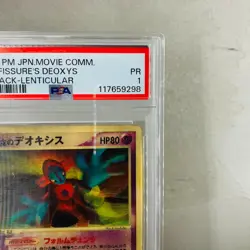 PM JPN.MOVIE COMM.
FISSURE'S DEOXYS PR
ACK-LENTICULAR 1
PSA 117659298
のデオキシス HP80
フォルムチェンジ